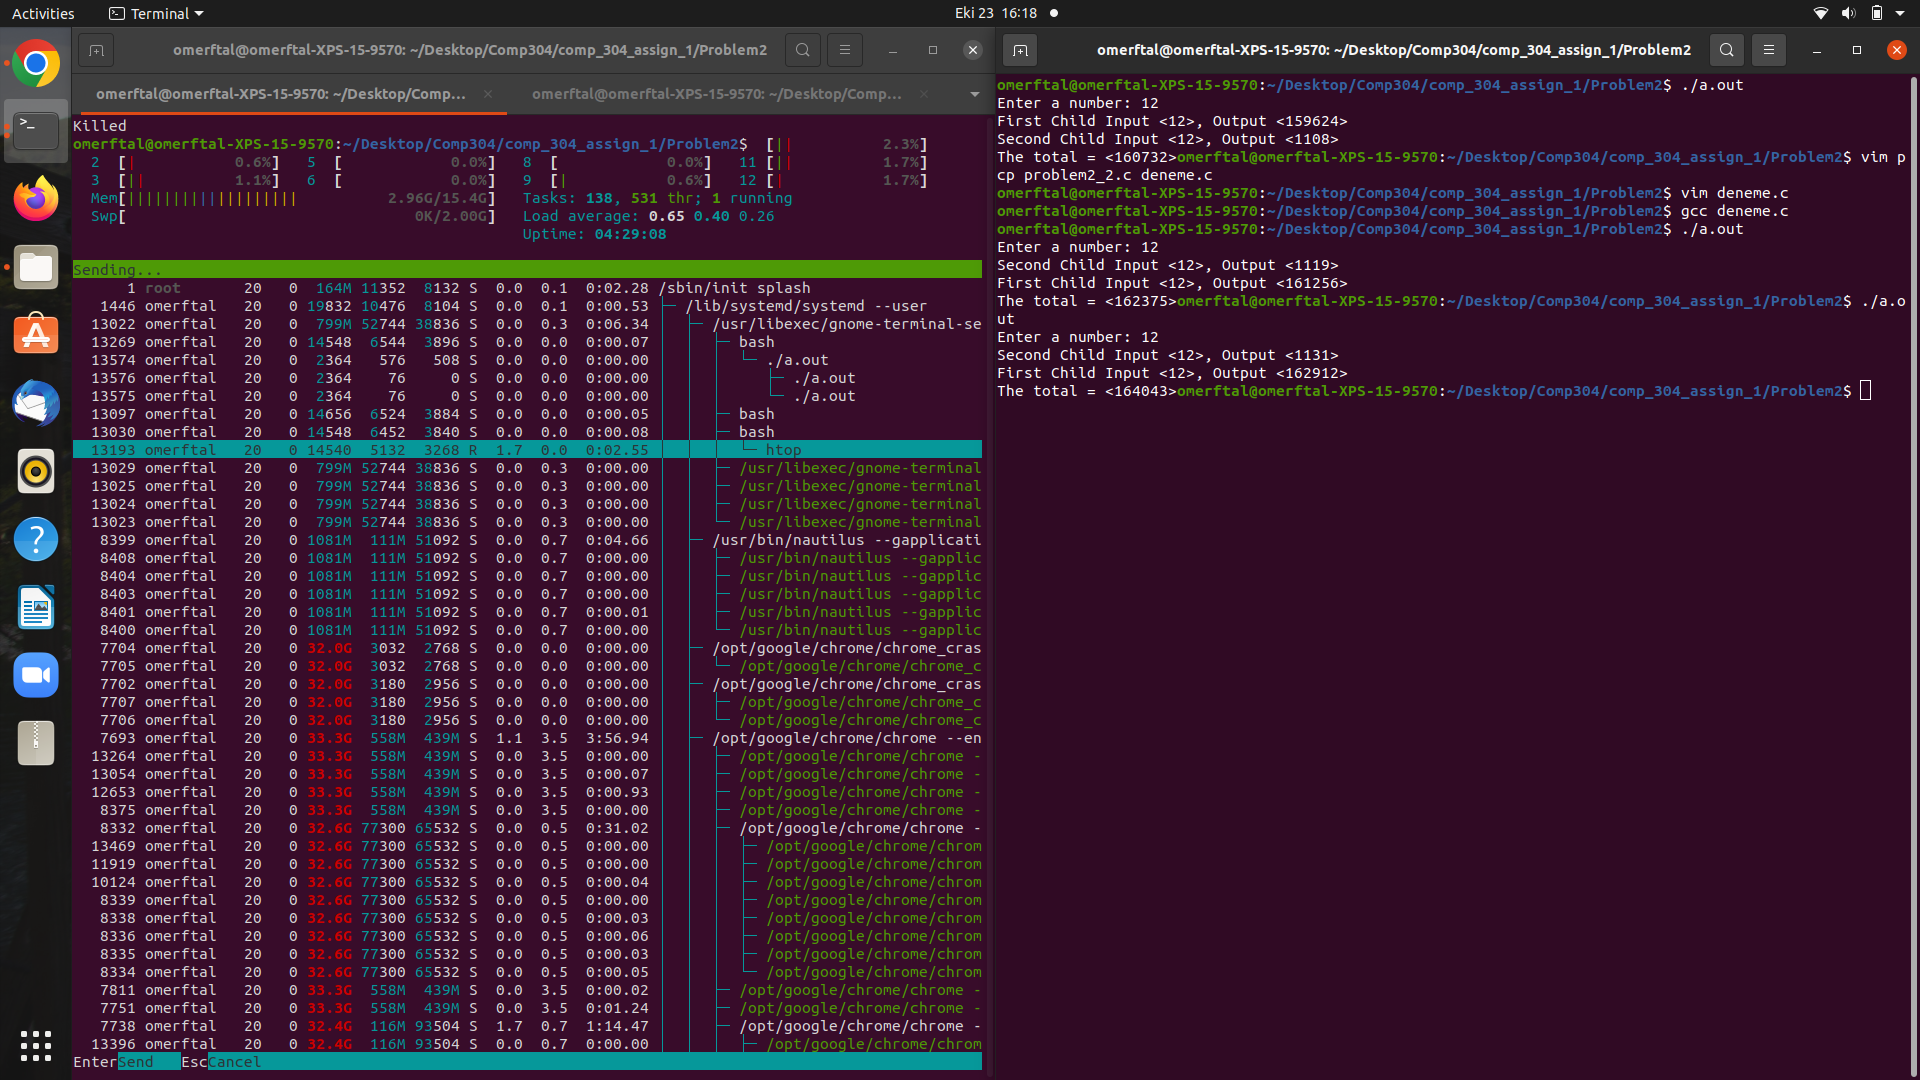 Activities
Terminal
Eki 23 16:18
omerftal@omerftal-XPS-15-9570: ~/Desktop/Comp304/comp_304_assign_1/Problem2
omerftal@omerftal-XPS-15-9570: ~/Desktop/Comp...
omerftal@omerftal-XPS-15-9570: ~/Desktop/Comp...
Killed
omerftal@omerftal-XPS-15-9570:~/Desktop/Comp304/comp_304_assign_1/Problem2$ [|| 2.3%]
2 [| 0.6%] 5 [ 0.0%] 8 [ 0.0%] 11 [|| 1.7%]
3 [|| 1.1%] 6 [ 0.0%] 9 [| 0.6%] 12 [| 1.7%]
Mem[||||||||||||||||||| 2.96G/15.4G] Tasks: 138, 531 thr; 1 running
Swp[ 0K/2.00G] Load average: 0.65 0.40 0.26
Uptime: 04:29:08
Sending...
1 root 20 0 164M 11352 8132 S 0.0 0.1 0:02.28 /sbin/init splash
1446 omerftal 20 0 19832 10476 8104 S 0.0 0.1 0:00.53 ├─ /lib/systemd/systemd --user
13022 omerftal 20 0 799M 52744 38836 S 0.0 0.3 0:06.34 │ ├─ /usr/libexec/gnome-terminal-se
13269 omerftal 20 0 14548 6544 3896 S 0.0 0.0 0:00.07 │ │ ├─ bash
13574 omerftal 20 0 2364 576 508 S 0.0 0.0 0:00.00 │ │ │ └─ ./a.out
13576 omerftal 20 0 2364 76 0 S 0.0 0.0 0:00.00 │ │ │ ├─ ./a.out
13575 omerftal 20 0 2364 76 0 S 0.0 0.0 0:00.00 │ │ │ └─ ./a.out
13097 omerftal 20 0 14656 6524 3884 S 0.0 0.0 0:00.05 │ │ ├─ bash
13030 omerftal 20 0 14548 6452 3840 S 0.0 0.0 0:00.08 │ │ ├─ bash
13193 omerftal 20 0 14540 5132 3268 R 1.7 0.0 0:02.55 │ │ │ └─ htop
13029 omerftal 20 0 799M 52744 38836 S 0.0 0.3 0:00.00 │ │ ├─ /usr/libexec/gnome-terminal
13025 omerftal 20 0 799M 52744 38836 S 0.0 0.3 0:00.00 │ │ ├─ /usr/libexec/gnome-terminal
13024 omerftal 20 0 799M 52744 38836 S 0.0 0.3 0:00.00 │ │ ├─ /usr/libexec/gnome-terminal
13023 omerftal 20 0 799M 52744 38836 S 0.0 0.3 0:00.00 │ │ └─ /usr/libexec/gnome-terminal
8399 omerftal 20 0 1081M 111M 51092 S 0.0 0.7 0:04.66 │ ├─ /usr/bin/nautilus --gapplicati
8408 omerftal 20 0 1081M 111M 51092 S 0.0 0.7 0:00.00 │ │ ├─ /usr/bin/nautilus --gapplic
8404 omerftal 20 0 1081M 111M 51092 S 0.0 0.7 0:00.00 │ │ ├─ /usr/bin/nautilus --gapplic
8403 omerftal 20 0 1081M 111M 51092 S 0.0 0.7 0:00.00 │ │ ├─ /usr/bin/nautilus --gapplic
8401 omerftal 20 0 1081M 111M 51092 S 0.0 0.7 0:00.01 │ │ ├─ /usr/bin/nautilus --gapplic
8400 omerftal 20 0 1081M 111M 51092 S 0.0 0.7 0:00.00 │ │ └─ /usr/bin/nautilus --gapplic
7704 omerftal 20 0 32.0G 3032 2768 S 0.0 0.0 0:00.00 │ ├─ /opt/google/chrome/chrome_cras
7705 omerftal 20 0 32.0G 3032 2768 S 0.0 0.0 0:00.00 │ │ └─ /opt/google/chrome/chrome_c
7702 omerftal 20 0 32.0G 3180 2956 S 0.0 0.0 0:00.00 │ ├─ /opt/google/chrome/chrome_cras
7707 omerftal 20 0 32.0G 3180 2956 S 0.0 0.0 0:00.00 │ │ ├─ /opt/google/chrome/chrome_c
7706 omerftal 20 0 32.0G 3180 2956 S 0.0 0.0 0:00.00 │ │ └─ /opt/google/chrome/chrome_c
7693 omerftal 20 0 33.3G 558M 439M S 1.1 3.5 3:56.94 │ ├─ /opt/google/chrome/chrome --en
13264 omerftal 20 0 33.3G 558M 439M S 0.0 3.5 0:00.00 │ │ ├─ /opt/google/chrome/chrome -
13054 omerftal 20 0 33.3G 558M 439M S 0.0 3.5 0:00.07 │ │ ├─ /opt/google/chrome/chrome -
12653 omerftal 20 0 33.3G 558M 439M S 0.0 3.5 0:00.93 │ │ ├─ /opt/google/chrome/chrome -
8375 omerftal 20 0 33.3G 558M 439M S 0.0 3.5 0:00.00 │ │ ├─ /opt/google/chrome/chrome -
8332 omerftal 20 0 32.6G 77300 65532 S 0.0 0.5 0:31.02 │ │ ├─ /opt/google/chrome/chrome -
13469 omerftal 20 0 32.6G 77300 65532 S 0.0 0.5 0:00.00 │ │ │ ├─ /opt/google/chrome/chrom
11919 omerftal 20 0 32.6G 77300 65532 S 0.0 0.5 0:00.00 │ │ │ ├─ /opt/google/chrome/chrom
10124 omerftal 20 0 32.6G 77300 65532 S 0.0 0.5 0:00.04 │ │ │ ├─ /opt/google/chrome/chrom
8339 omerftal 20 0 32.6G 77300 65532 S 0.0 0.5 0:00.00 │ │ │ ├─ /opt/google/chrome/chrom
8338 omerftal 20 0 32.6G 77300 65532 S 0.0 0.5 0:00.03 │ │ │ ├─ /opt/google/chrome/chrom
8336 omerftal 20 0 32.6G 77300 65532 S 0.0 0.5 0:00.06 │ │ │ ├─ /opt/google/chrome/chrom
8335 omerftal 20 0 32.6G 77300 65532 S 0.0 0.5 0:00.03 │ │ │ ├─ /opt/google/chrome/chrom
8334 omerftal 20 0 32.6G 77300 65532 S 0.0 0.5 0:00.05 │ │ │ └─ /opt/google/chrome/chrom
7811 omerftal 20 0 33.3G 558M 439M S 0.0 3.5 0:00.02 │ │ ├─ /opt/google/chrome/chrome -
7751 omerftal 20 0 33.3G 558M 439M S 0.0 3.5 0:01.24 │ │ ├─ /opt/google/chrome/chrome -
7738 omerftal 20 0 32.4G 116M 93504 S 1.7 0.7 1:14.47 │ │ ├─ /opt/google/chrome/chrome -
13396 omerftal 20 0 32.4G 116M 93504 S 0.0 0.7 0:00.00 │ │ │ ├─ /opt/google/chrome/chrom
EnterSend EscCancel
omerftal@omerftal-XPS-15-9570: ~/Desktop/Comp304/comp_304_assign_1/Problem2
omerftal@omerftal-XPS-15-9570:~/Desktop/Comp304/comp_304_assign_1/Problem2$ ./a.out
Enter a number: 12
First Child Input <12>, Output <159624>
Second Child Input <12>, Output <1108>
The total = <160732>omerftal@omerftal-XPS-15-9570:~/Desktop/Comp304/comp_304_assign_1/Problem2$ vim p
cp problem2_2.c deneme.c
omerftal@omerftal-XPS-15-9570:~/Desktop/Comp304/comp_304_assign_1/Problem2$ vim deneme.c
omerftal@omerftal-XPS-15-9570:~/Desktop/Comp304/comp_304_assign_1/Problem2$ gcc deneme.c
omerftal@omerftal-XPS-15-9570:~/Desktop/Comp304/comp_304_assign_1/Problem2$ ./a.out
Enter a number: 12
Second Child Input <12>, Output <1119>
First Child Input <12>, Output <161256>
The total = <162375>omerftal@omerftal-XPS-15-9570:~/Desktop/Comp304/comp_304_assign_1/Problem2$ ./a.o
ut
Enter a number: 12
Second Child Input <12>, Output <1131>
First Child Input <12>, Output <162912>
The total = <164043>omerftal@omerftal-XPS-15-9570:~/Desktop/Comp304/comp_304_assign_1/Problem2$